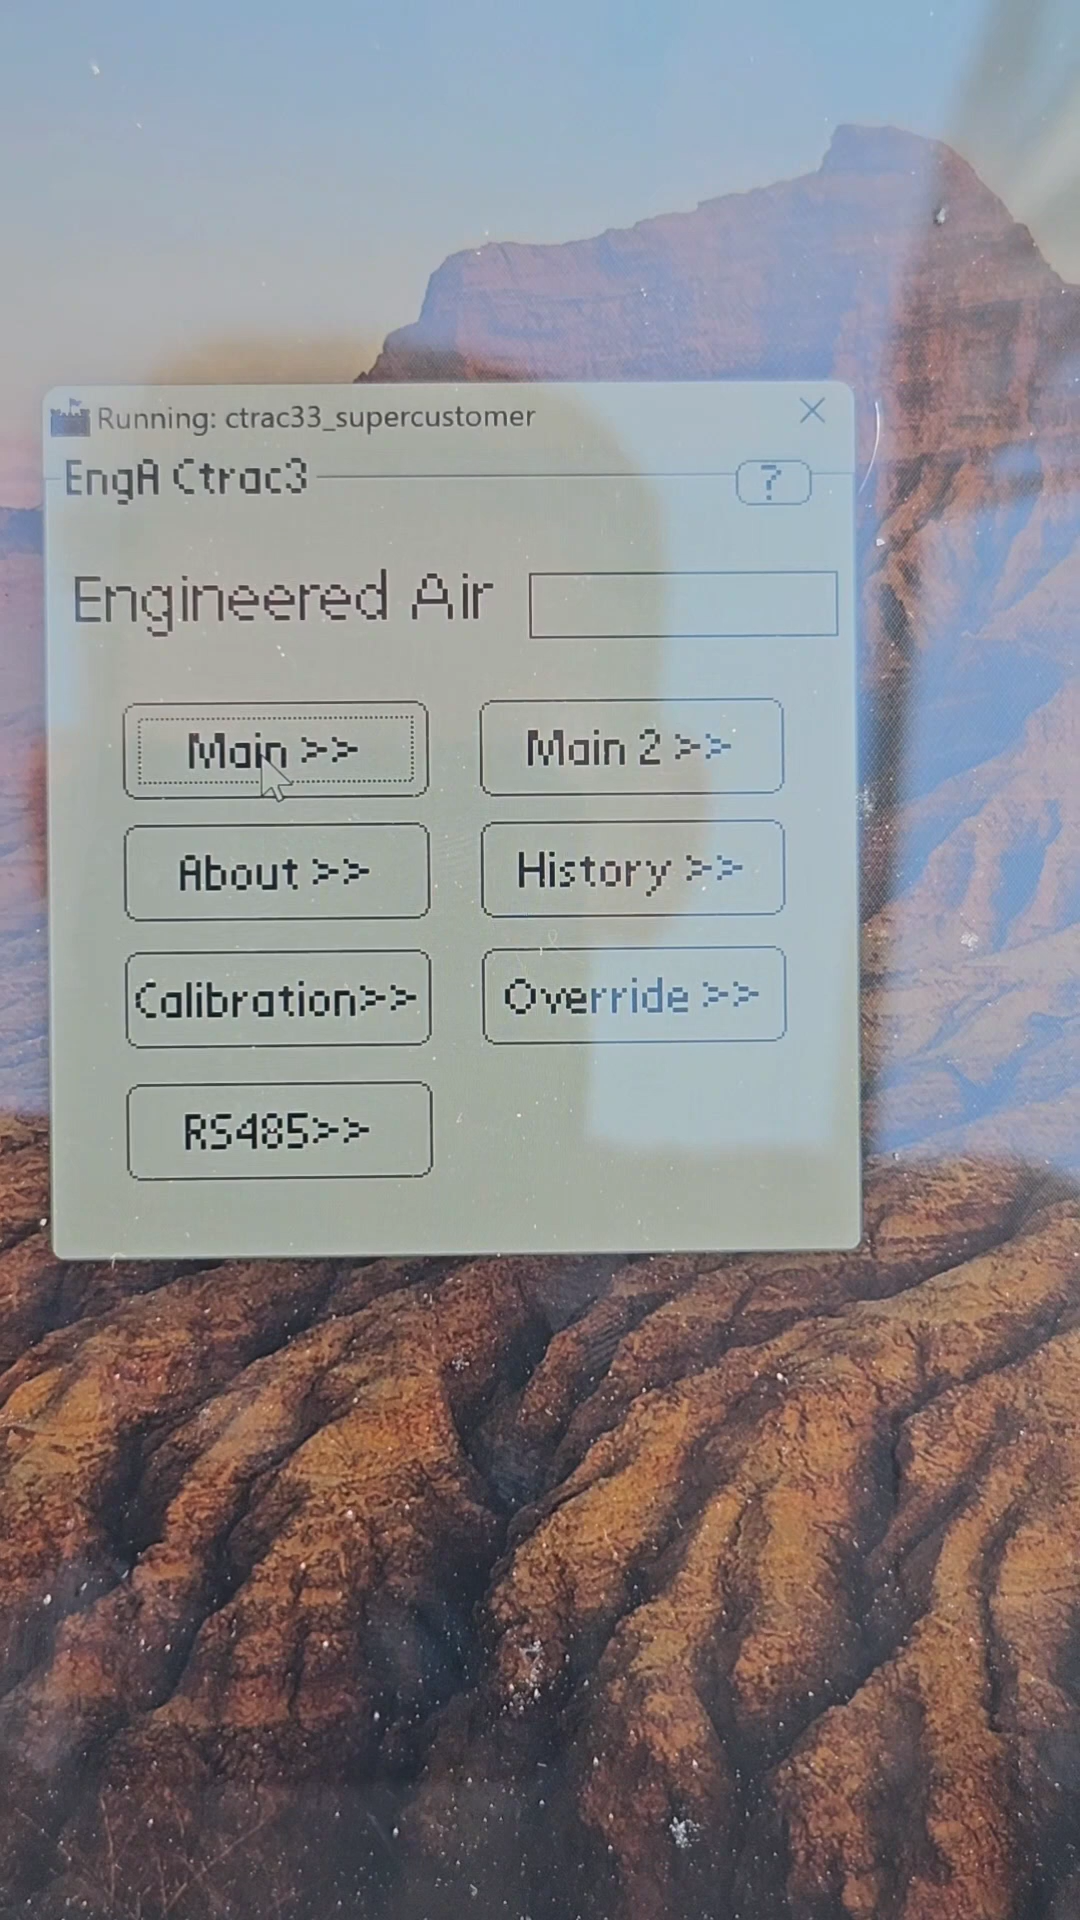 Running: ctrac33_supercustomer
EngA Ctrac3
?
Engineered Air
Main >>
Main 2 >>
About >>
History >>
Calibration>>
Override >>
RS485>>